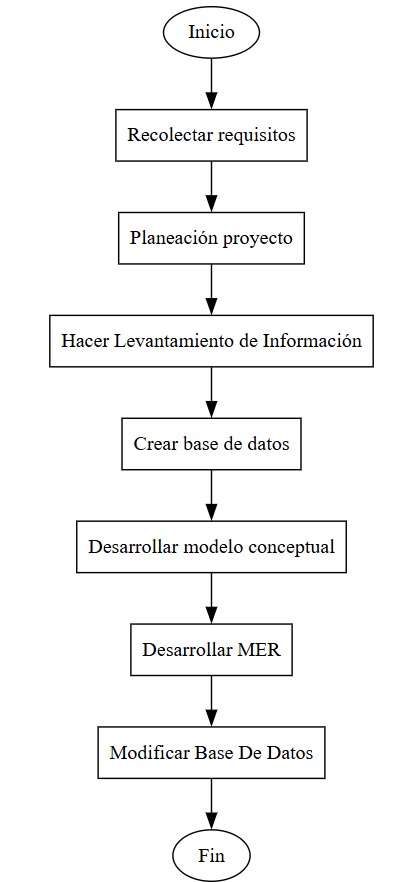 Inicio
Recolectar requisitos
Planeación proyecto
Hacer Levantamiento de Información
Crear base de datos
Desarrollar modelo conceptual
Desarrollar MER
Modificar Base De Datos
Fin